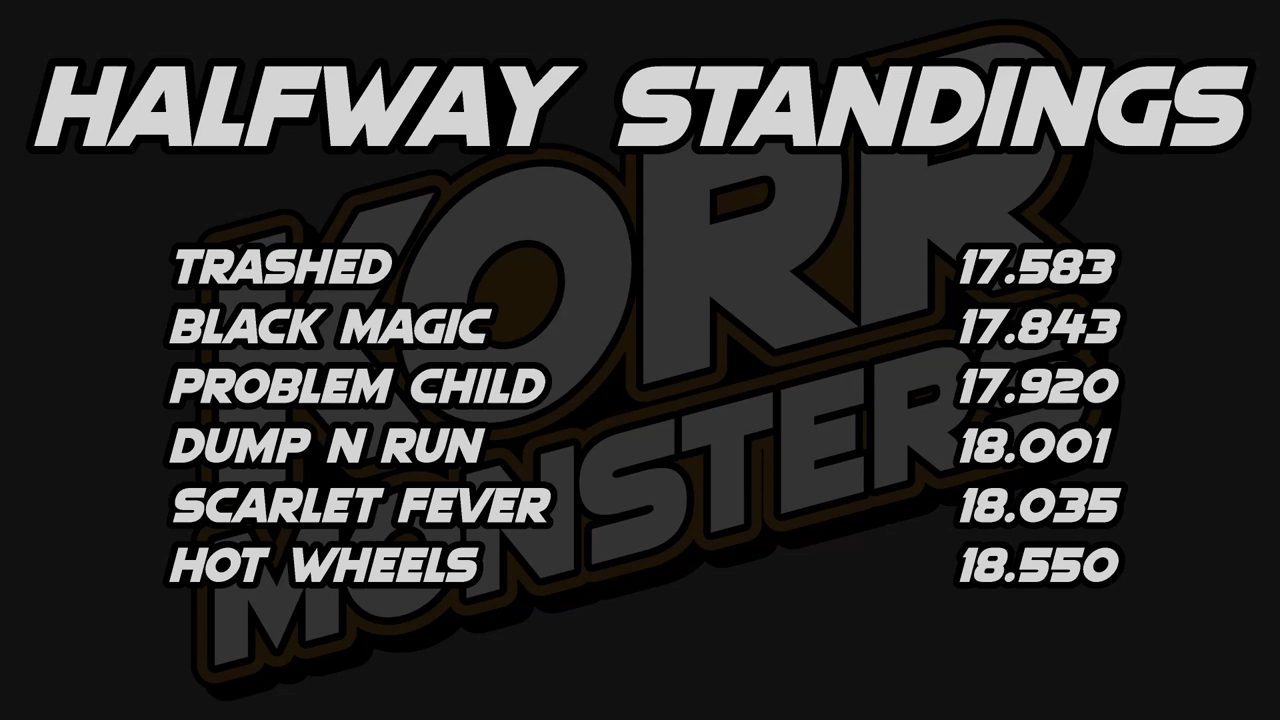 HALFWAY STANDINGS
TRASHED 17.583
BLACK MAGIC 17.843
PROBLEM CHILD 17.920
DUMP N RUN 18.001
SCARLET FEVER 18.035
HOT WHEELS 18.550
KORR
MONSTERS